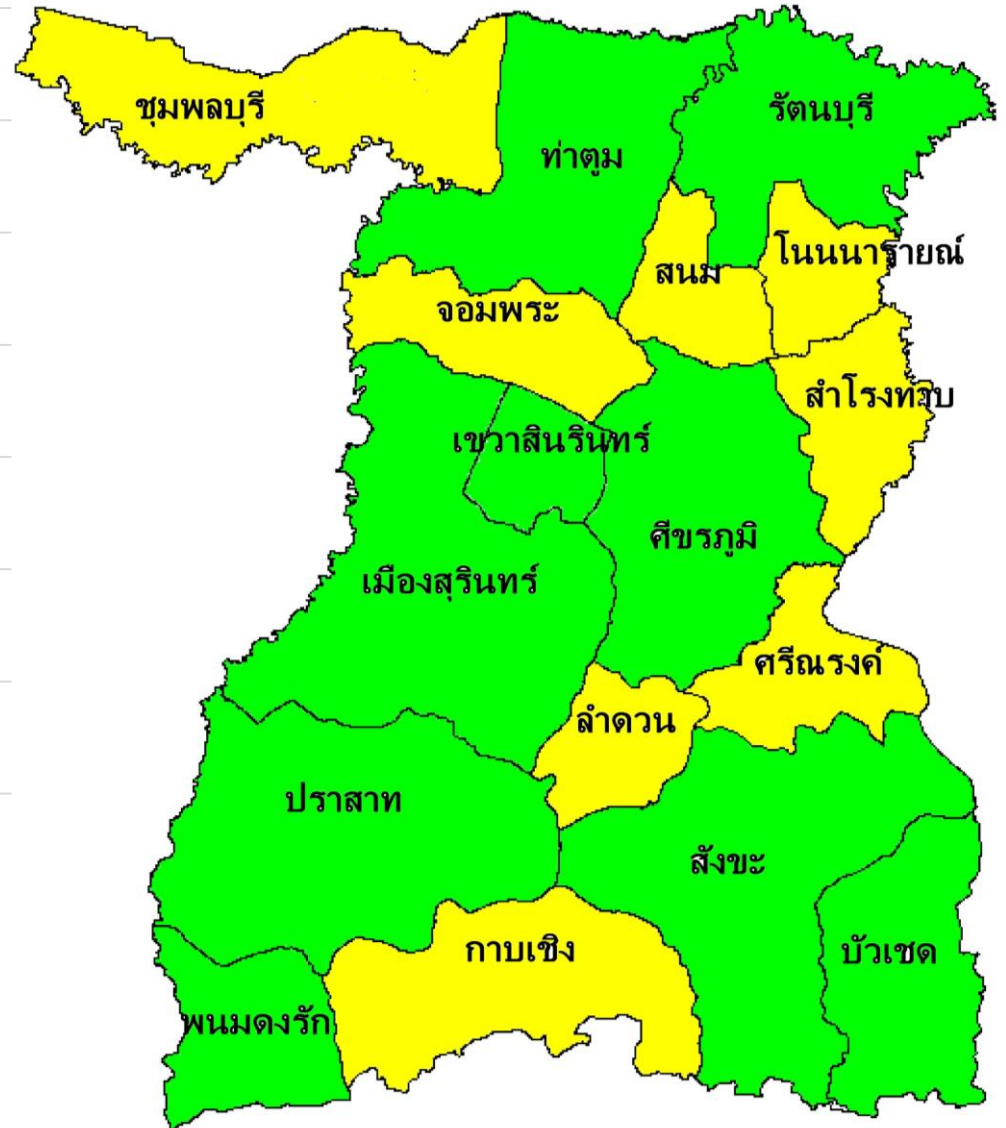 ชุมพลบุรี
รัตนบุรี
ท่าตูม
โนนนารายณ์
สนม
จอมพระ
สำโรงทาบ
เขวาสินรินทร์
ศีขรภูมิ
เมืองสุรินทร์
ศรีณรงค์
ลำดวน
ปราสาท
สังขะ
กาบเชิง
บัวเชด
พนมดงรัก